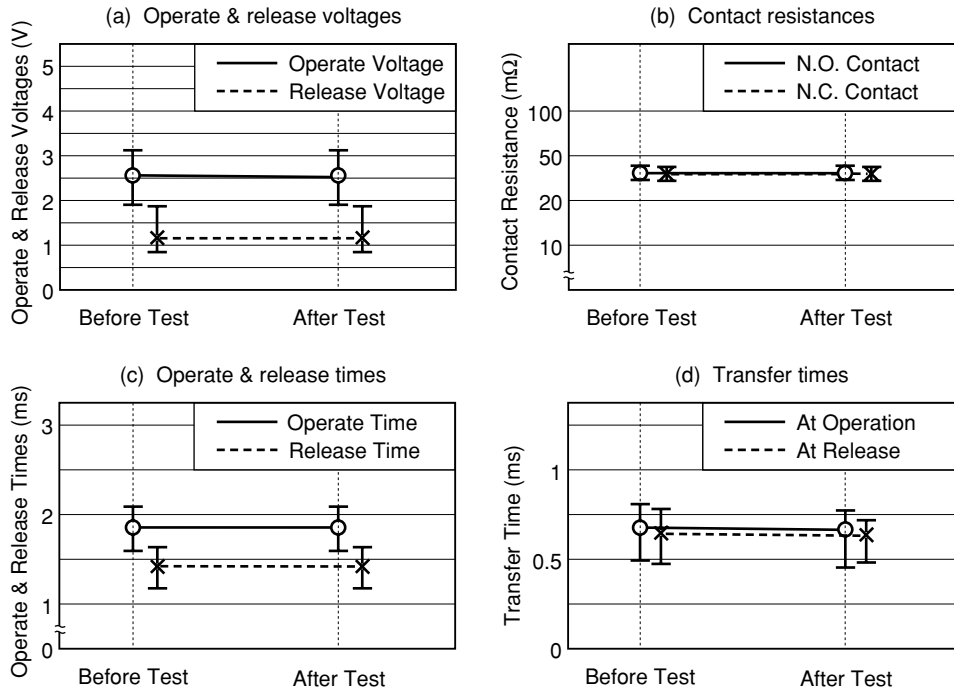 (a) Operate & release voltages
Operate & Release Voltages (V)
5
4
3
2
1
0
Operate Voltage
Release Voltage
Before Test
After Test
(b) Contact resistances
Contact Resistance (mΩ)
100
50
20
10
N.O. Contact
N.C. Contact
Before Test
After Test
(c) Operate & release times
Operate & Release Times (ms)
3
2
1
0
Operate Time
Release Time
Before Test
After Test
(d) Transfer times
Transfer Time (ms)
1
0.5
0
At Operation
At Release
Before Test
After Test